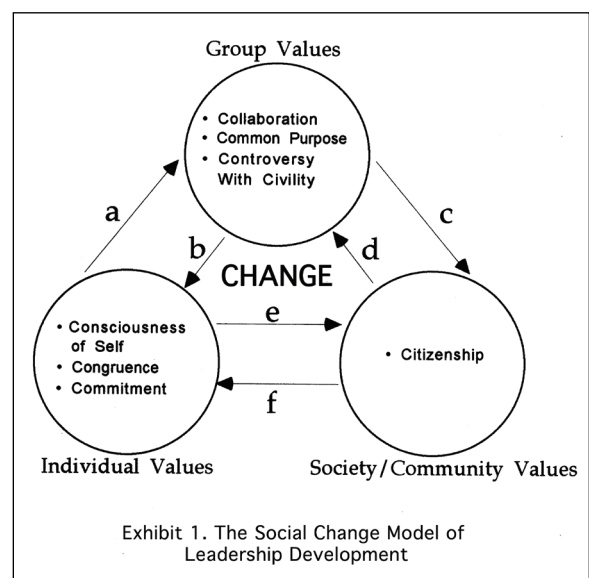 Group Values
• Collaboration
• Common Purpose
• Controversy
With Civility
a
c
b
d
CHANGE
e
• Consciousness
of Self
• Congruence
• Commitment
• Citizenship
f
Individual Values
Society/Community Values
Exhibit 1. The Social Change Model of
Leadership Development